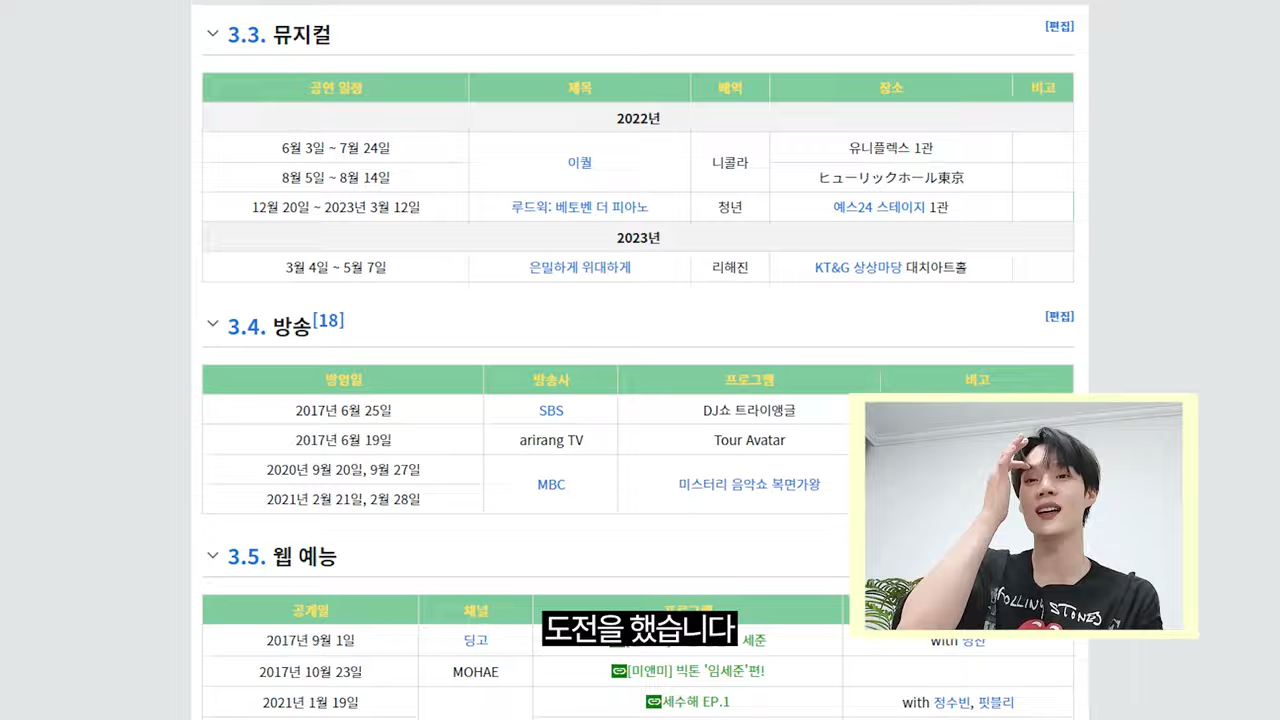 3.3. 뮤지컬 [편집]
공연 일정 제목 배역 장소 비고
2022년
6월 3일 ~ 7월 24일 이퀄 니콜라 유니플렉스 1관
8월 5일 ~ 8월 14일 ヒューリックホール東京
12월 20일 ~ 2023년 3월 12일 루드윅: 베토벤 더 피아노 청년 예스24 스테이지 1관
2023년
3월 4일 ~ 5월 7일 은밀하게 위대하게 리해진 KT&G 상상마당 대치아트홀
3.4. 방송[18] [편집]
방영일 방송사 프로그램 비고
2017년 6월 25일 SBS DJ쇼 트라이앵글
2017년 6월 19일 arirang TV Tour Avatar
2020년 9월 20일, 9월 27일 MBC 미스터리 음악쇼 복면가왕
2021년 2월 21일, 2월 28일
3.5. 웹 예능
공개일 채널 프로그램
2017년 9월 1일 딩고 세준 with
도전을 했습니다
2017년 10월 23일 MOHAE [미앤미] 빅톤 '임세준'편!
2021년 1월 19일 세수해 EP.1 with 정수빈, 핏블리
ROLLING STONES